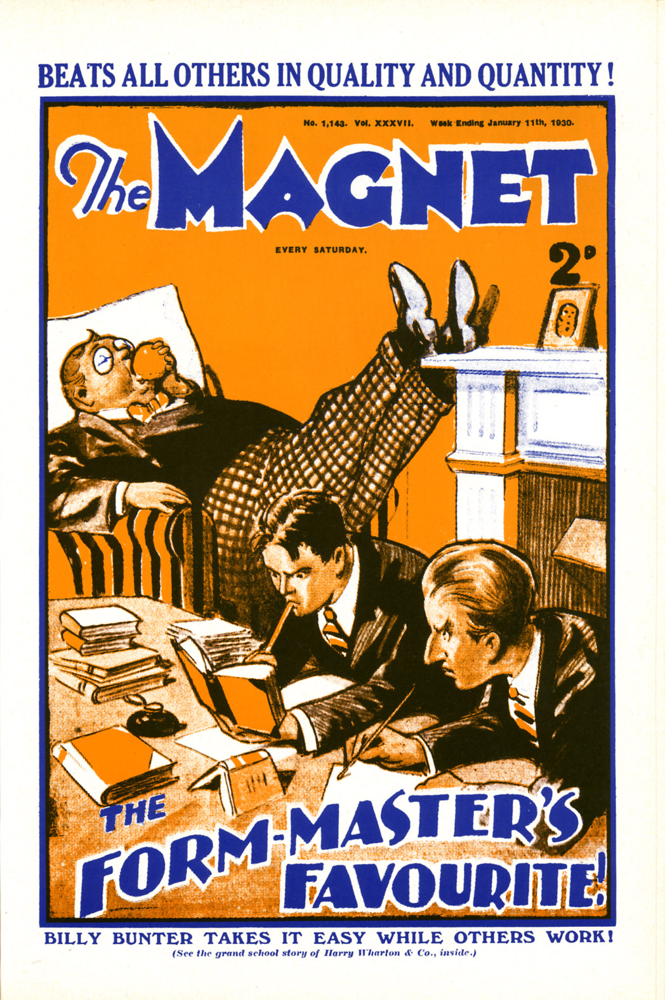 BEATS ALL OTHERS IN QUALITY AND QUANTITY!
No. 1,143. Vol. XXXVII. Week Ending January 11th, 1930.
The MAGNET
EVERY SATURDAY.
2D
THE
FORM-MASTER'S
FAVOURITE!
BILLY BUNTER TAKES IT EASY WHILE OTHERS WORK!
(See the grand school story of Harry Wharton & Co., inside.)